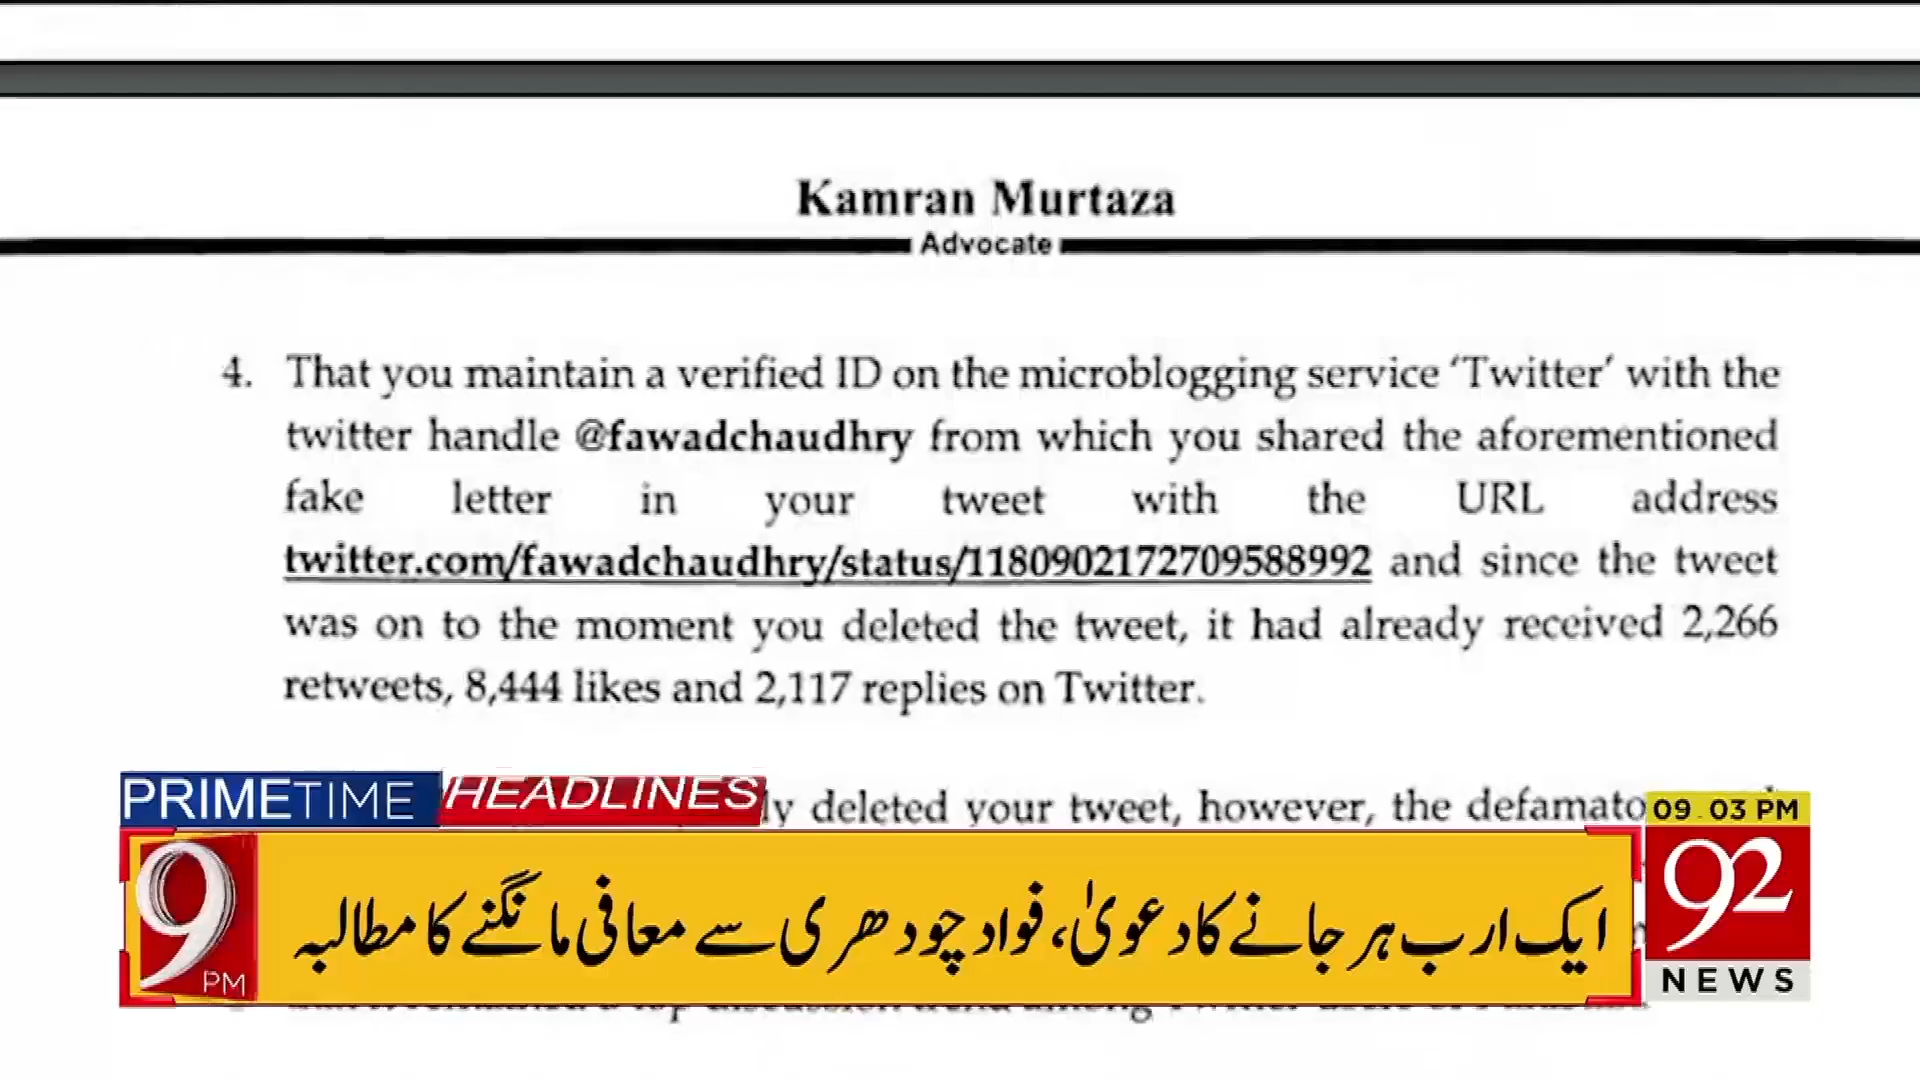 Kamran Murtaza
Advocate
4. That you maintain a verified ID on the microblogging service ‘Twitter’ with the
twitter handle @fawadchaudhry from which you shared the aforementioned
fake letter in your tweet with the URL address
twitter.com/fawadchaudhry/status/1180902172709588992 and since the tweet
was on to the moment you deleted the tweet, it had already received 2,266
retweets, 8,444 likes and 2,117 replies on Twitter.
deleted your tweet, however, the
PRIMETIME HEADLINES
09.03 PM
9 PM
ایک ارب ہرجانے کا دعویٰ، فواد چودھری سے معافی مانگنے کا مطالبہ
92
NEWS